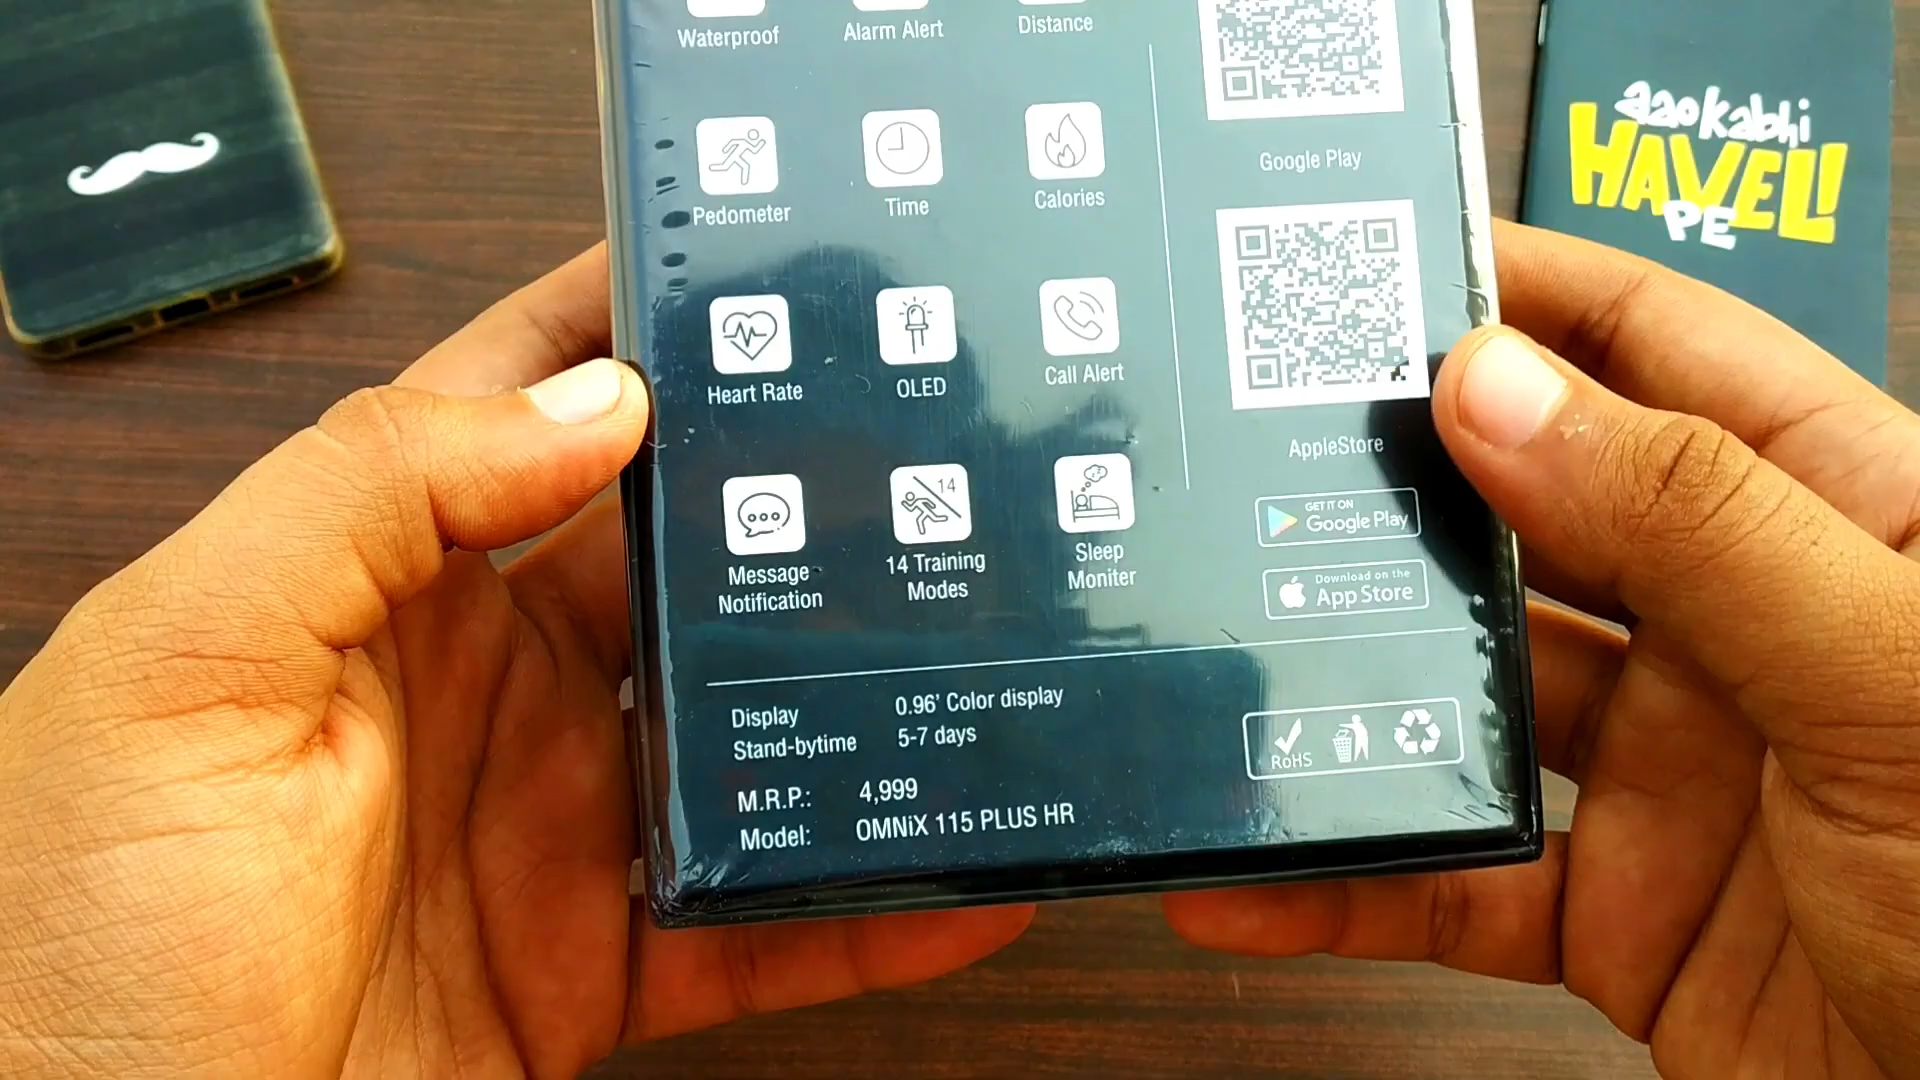 Waterproof
Alarm Alert
Distance
Pedometer
Time
Calories
Google Play
Heart Rate
OLED
Call Alert
AppleStore
14
Message
Notification
14 Training
Modes
Sleep
Moniter
GET IT ON
Google Play
Download on the
App Store
Display 0.96' Color display
Stand-bytime 5-7 days
M.R.P.: 4,999
Model: OMNiX 115 PLUS HR
RoHS
aao kabhi
HAVELI
PE